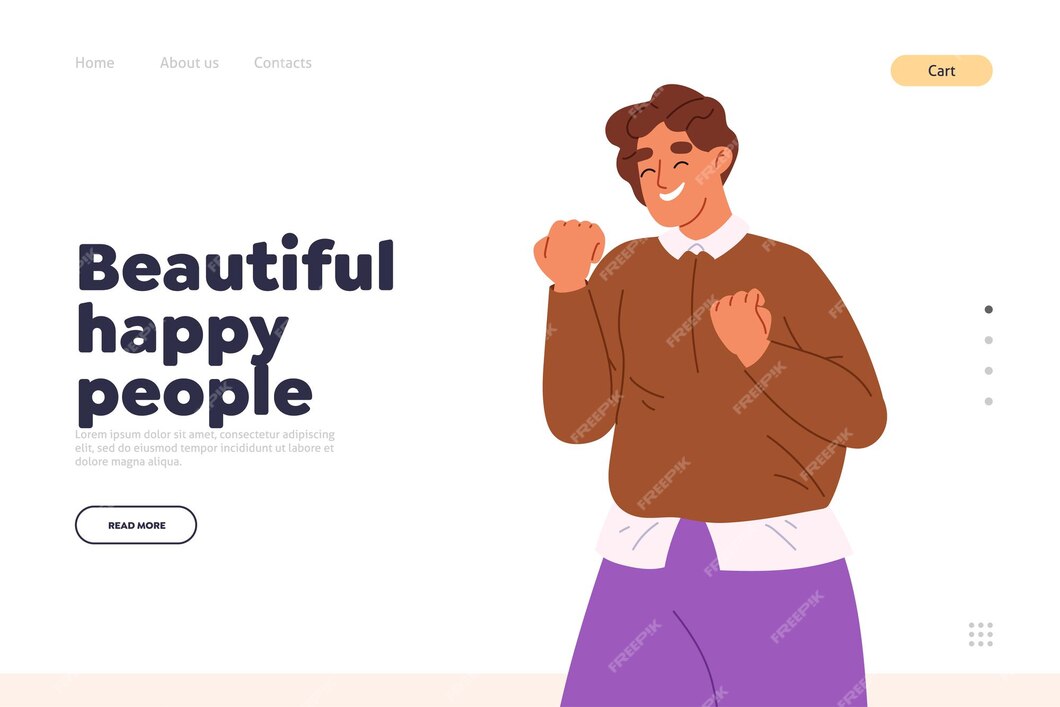 Home About us Contacts
Cart
Beautiful
happy
people
Lorem ipsum dolor sit amet, consectetur adipiscing
elit, sed do eiusmod tempor incididunt ut labore et
dolore magna aliqua.
READ MORE
FREEPIK